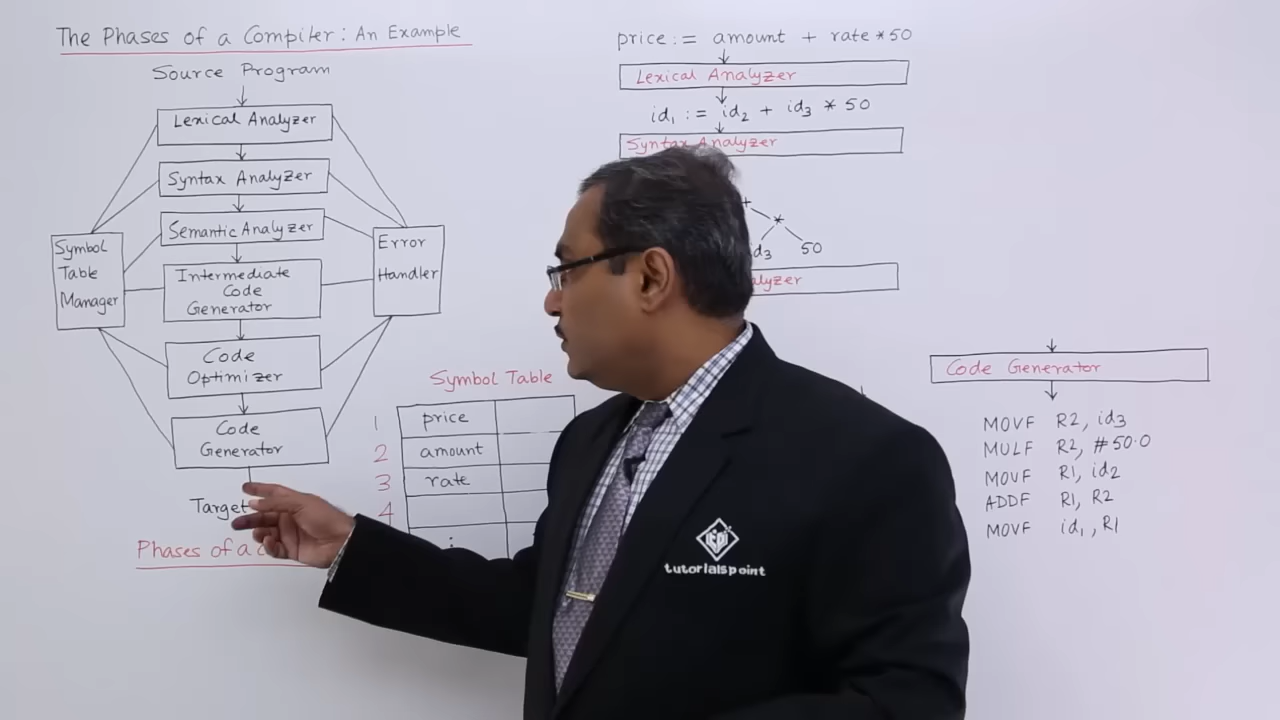 The Phases of a Compiler: An Example
Source Program
Lexical Analyzer
Syntax Analyzer
Semantic Analyzer
Intermediate
Code
Generator
Code
Optimizer
Code
Generator
Target
Phases of a
Symbol
Table
Manager
Error
Handler
Symbol Table
1 price
2 amount
3 rate
4
:
price := amount + rate * 50
Lexical Analyzer
id₁ := id₂ + id₃ * 50
Syntax Analyzer
+
*
id₃ 50
Code Generator
MOVF R2, id₃
MULF R2, #50.0
MOVF R1, id₂
ADDF R1, R2
MOVF id₁, R1
tutorialspoint